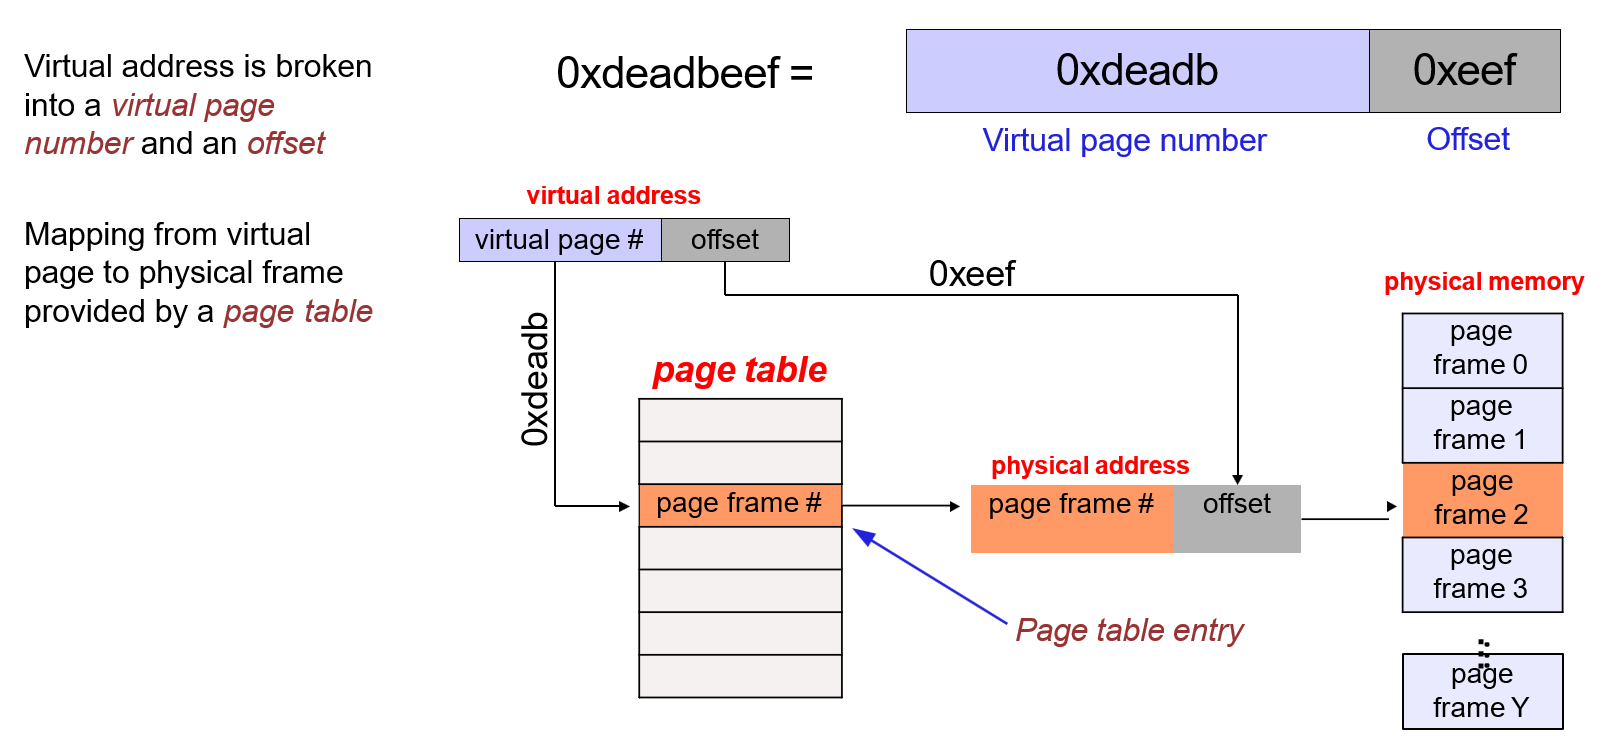 Virtual address is broken
into a virtual page
number and an offset
0xdeadbeef =
0xdeadb
0xeef
Virtual page number
Offset
Mapping from virtual
page to physical frame
provided by a page table
virtual address
virtual page #
offset
0xeef
0xdeadb
page table
page frame #
Page table entry
physical address
page frame #
offset
physical memory
page
frame 0
page
frame 1
page
frame 2
page
frame 3
page
frame Y